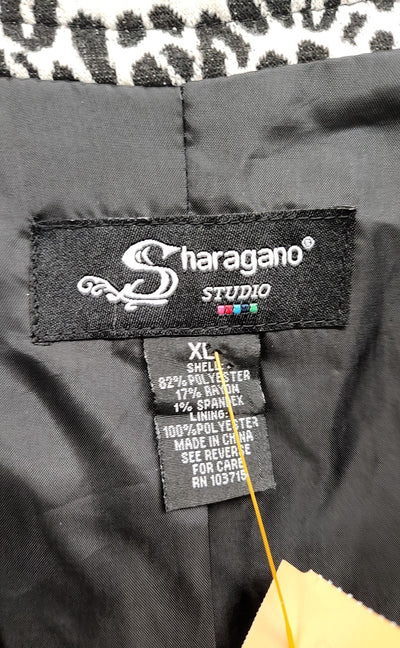 Sharagano®
STUDIO
XL
SHELL:
82% POLYESTER
17% RAYON
1% SPANDEX
LINING:
100% POLYESTER
MADE IN CHINA
SEE REVERSE
FOR CARE
RN 103715